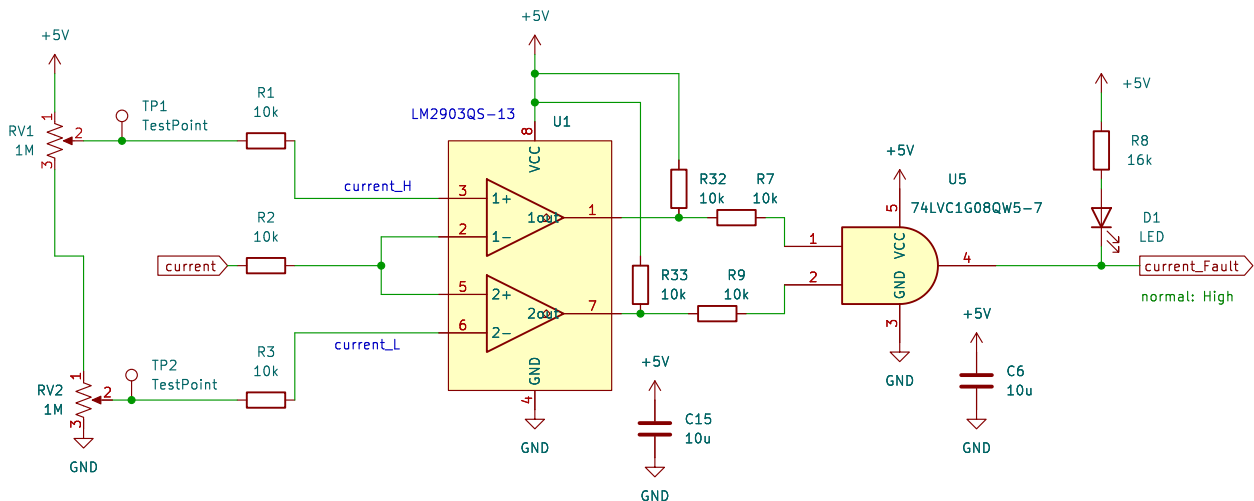 +5V
RV1
1M
1
2
3
TP1
TestPoint
R1
10k
current_H
R2
10k
current
RV2
1M
1
2
3
GND
TP2
TestPoint
R3
10k
current_L
+5V
LM2903QS-13
U1
8
VCC
3
1+
2
1-
1out
1
5
2+
6
2-
2out
7
GND
4
GND
R32
10k
R7
10k
R33
10k
R9
10k
+5V
C15
10u
GND
+5V
U5
74LVC1G08QW5-7
5
VCC
1
2
4
GND
3
GND
+5V
C6
10u
GND
+5V
R8
16k
D1
LED
current_Fault
normal: High